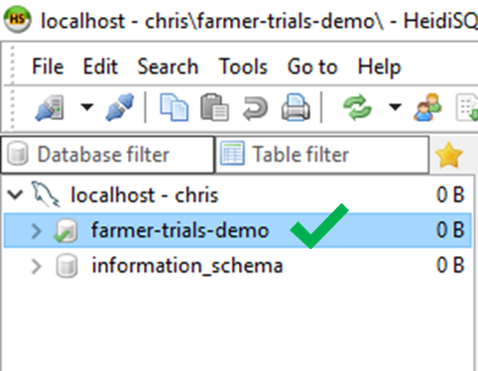 HS localhost - chris\farmer-trials-demo\ - HeidiSQ
File Edit Search Tools Go to Help
Database filter Table filter
localhost - chris 0 B
farmer-trials-demo 0 B
information_schema 0 B